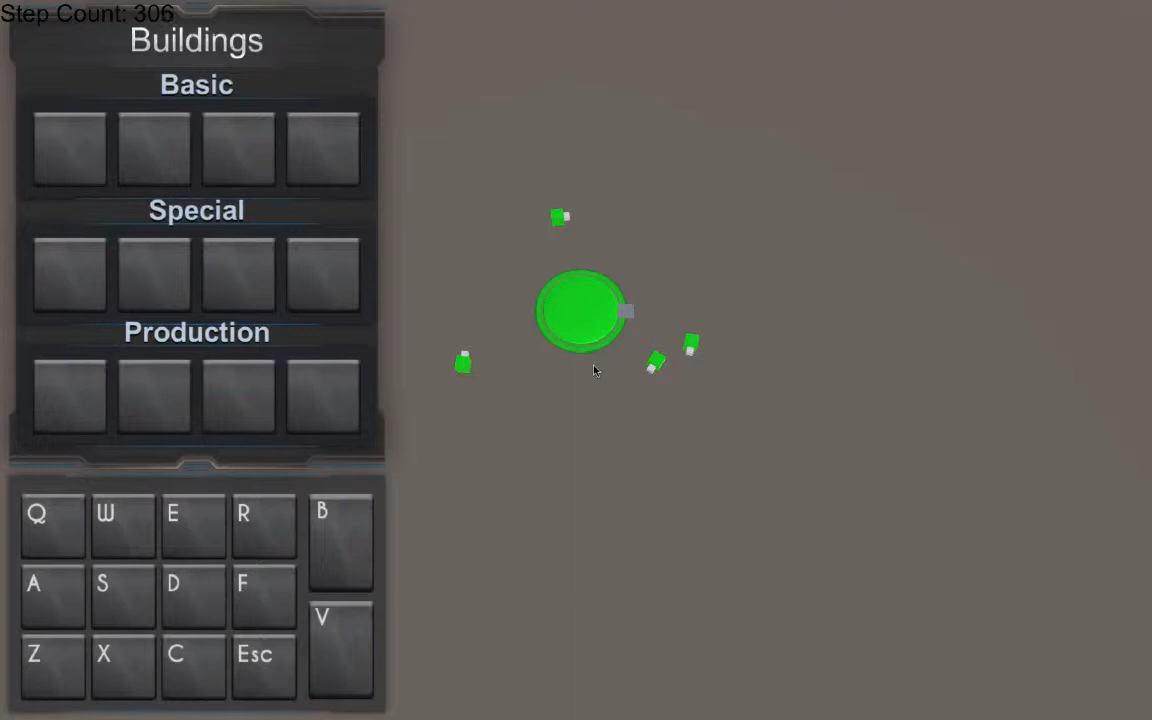 Step Count: 306
Buildings
Basic
Special
Production
Q W E R B
A S D F
V
Z X C Esc